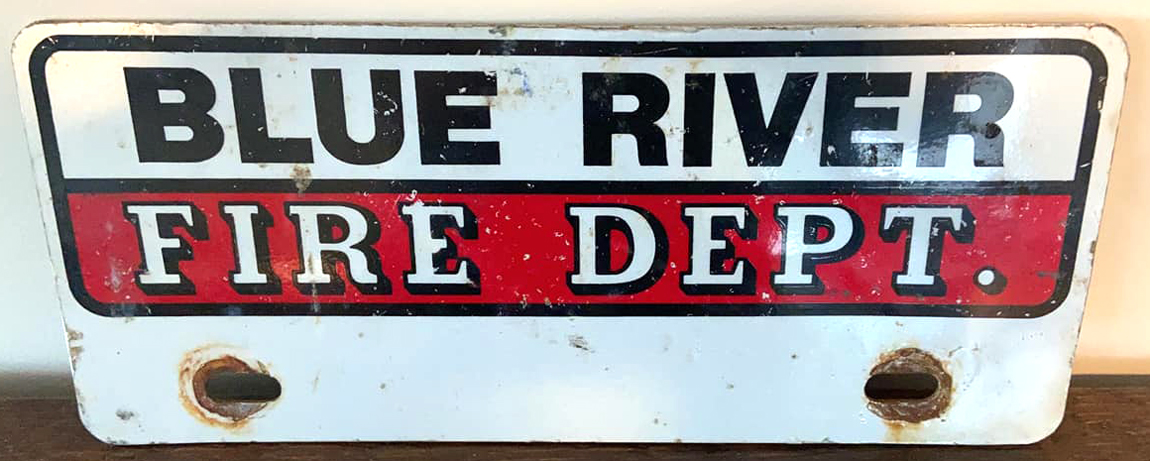 BLUE RIVER
FIRE DEPT.